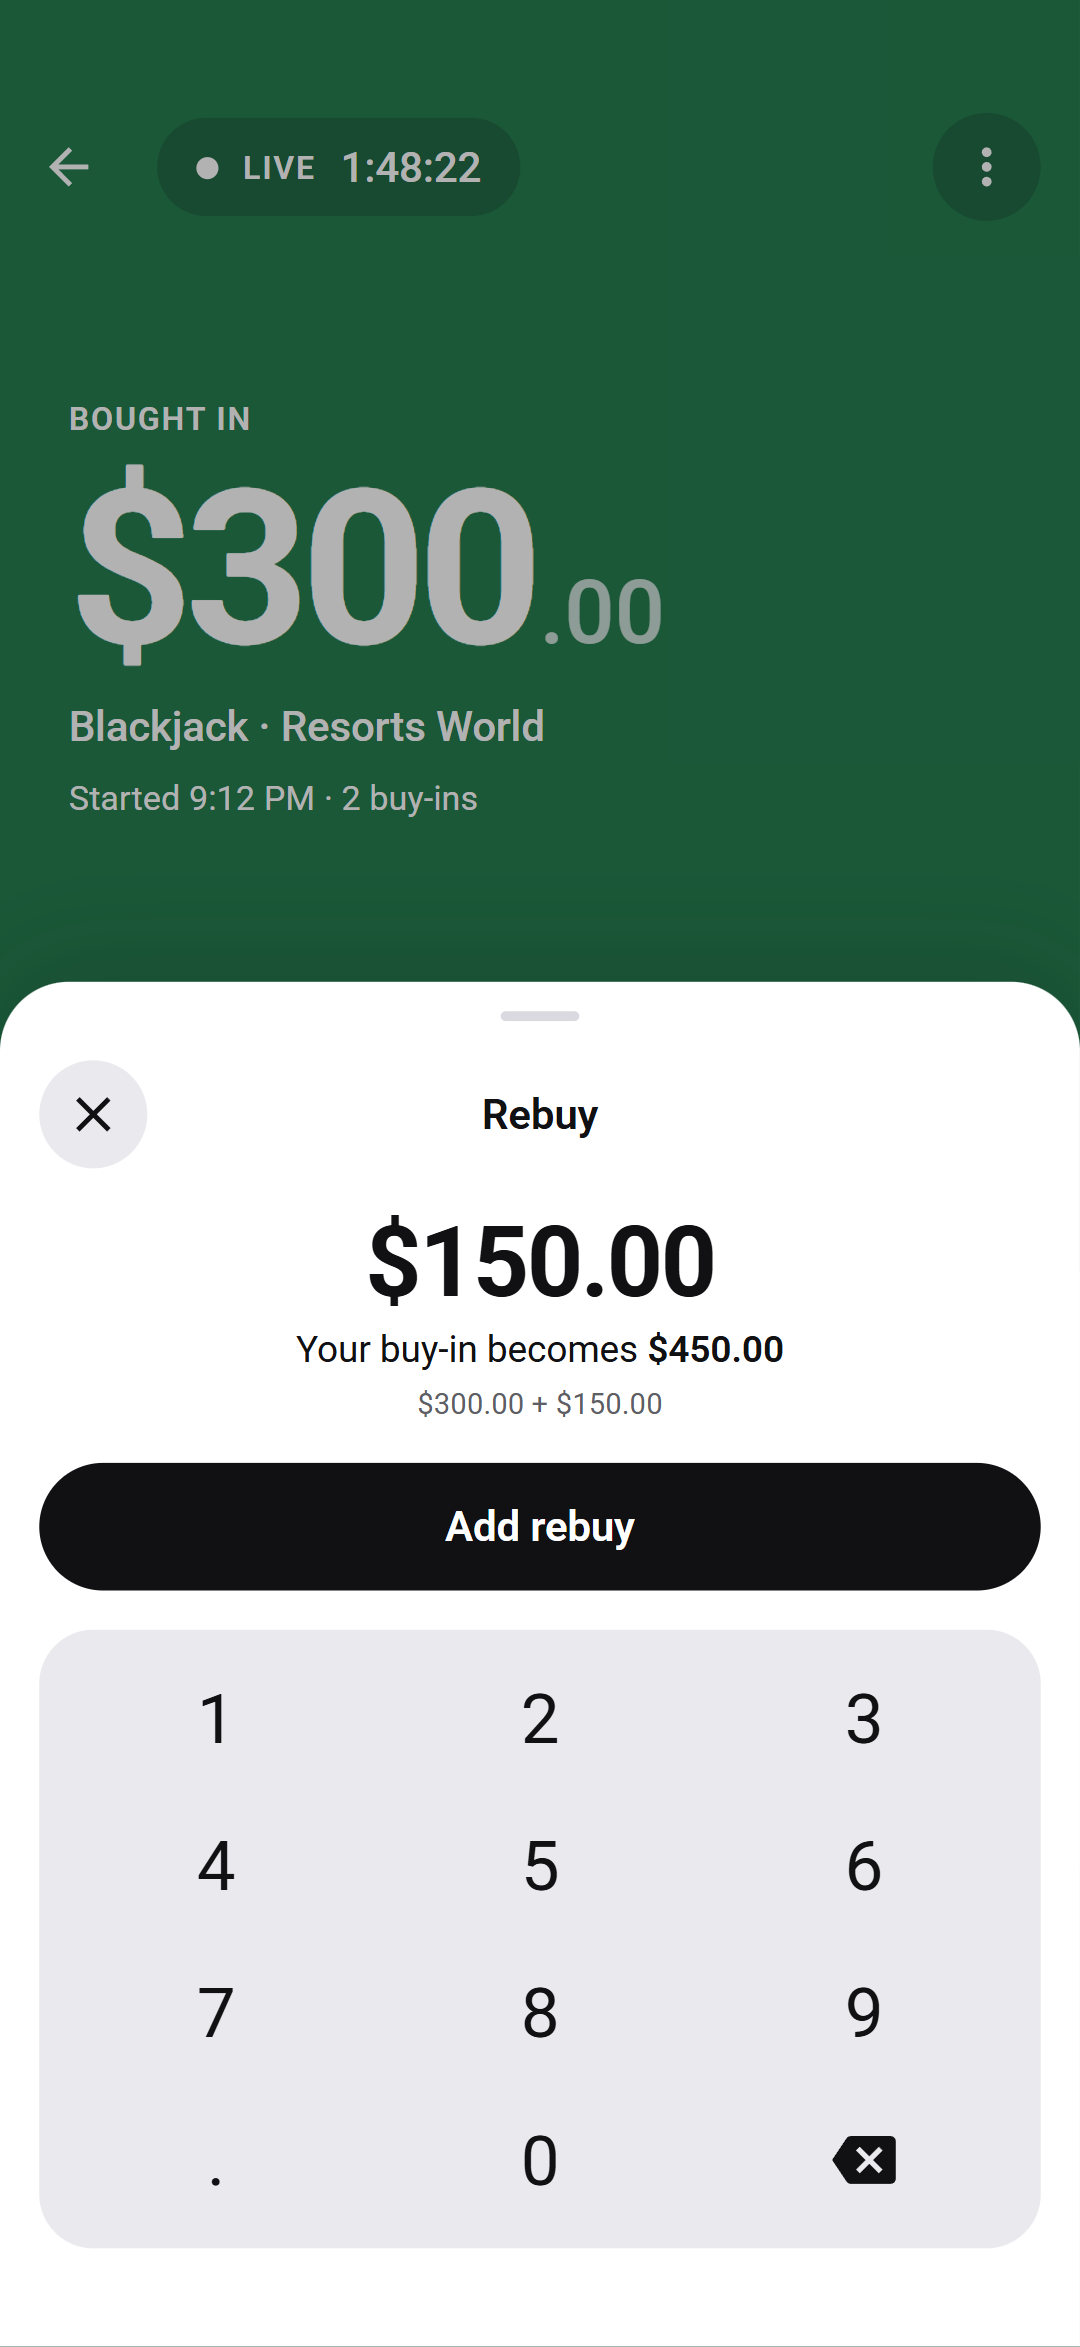 LIVE 1:48:22
BOUGHT IN
$300.00
Blackjack · Resorts World
Started 9:12 PM · 2 buy-ins
Rebuy
$150.00
Your buy-in becomes $450.00
$300.00 + $150.00
Add rebuy
1 2 3
4 5 6
7 8 9
. 0